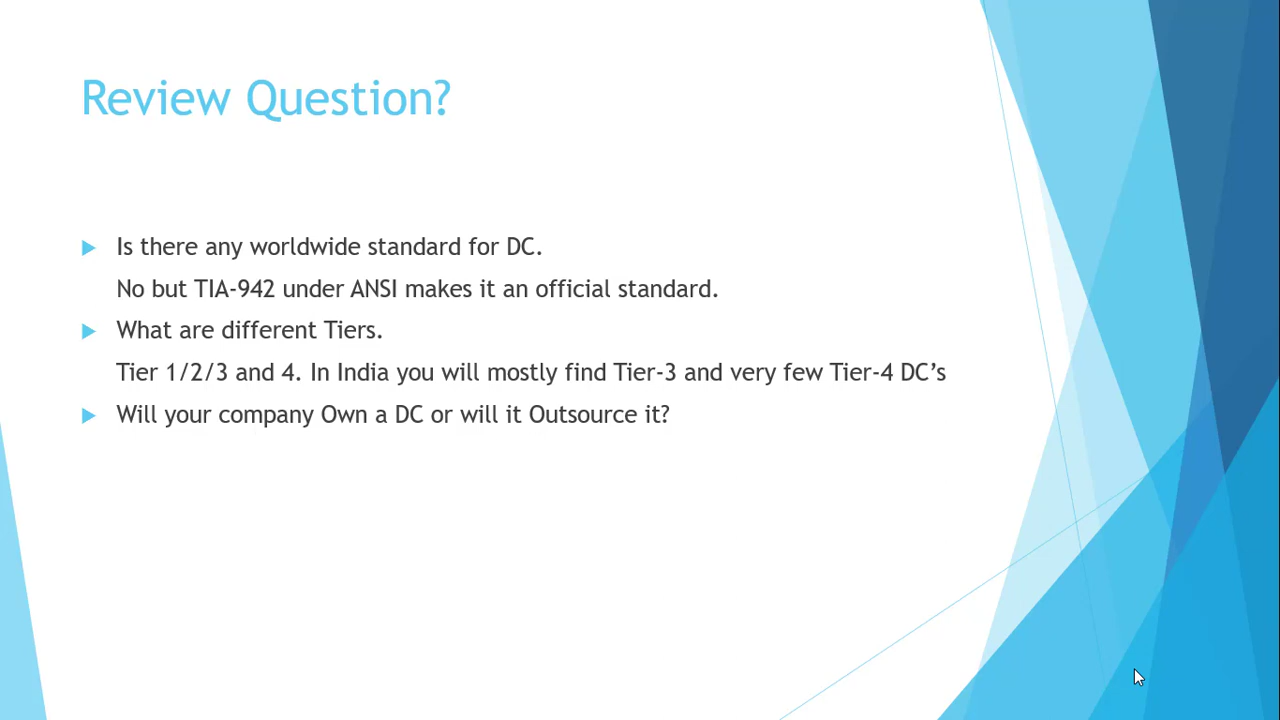 Review Question?
Is there any worldwide standard for DC.
No but TIA-942 under ANSI makes it an official standard.
What are different Tiers.
Tier 1/2/3 and 4. In India you will mostly find Tier-3 and very few Tier-4 DC’s
Will your company Own a DC or will it Outsource it?